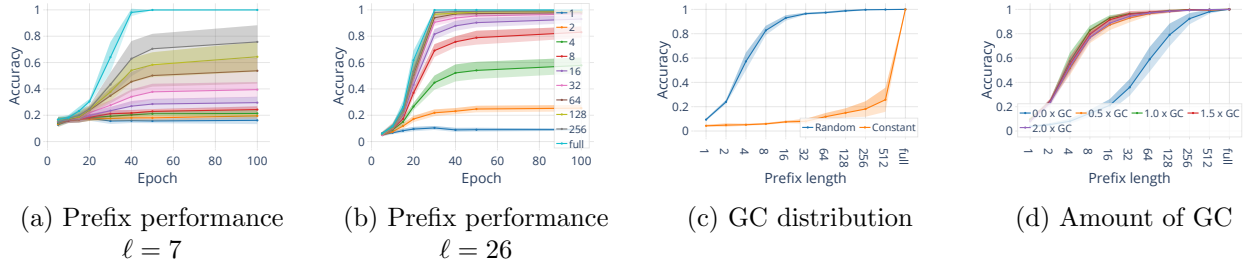 1
0.8
0.6
0.4
0.2
0
Accuracy
0 20 40 60 80 100
Epoch
(a) Prefix performance
ℓ = 7
1
0.8
0.6
0.4
0.2
0
Accuracy
0 20 40 60 80 100
Epoch
1
2
4
8
16
32
64
128
256
full
(b) Prefix performance
ℓ = 26
1
0.8
0.6
0.4
0.2
0
Accuracy
Random Constant
1 2 4 8 16 32 64 128 256 512 full
Prefix length
(c) GC distribution
1
0.8
0.6
0.4
0.2
0
Accuracy
0.0 x GC 0.5 x GC 1.0 x GC 1.5 x GC
2.0 x GC
1 2 4 8 16 32 64 128 256 512 full
Prefix length
(d) Amount of GC